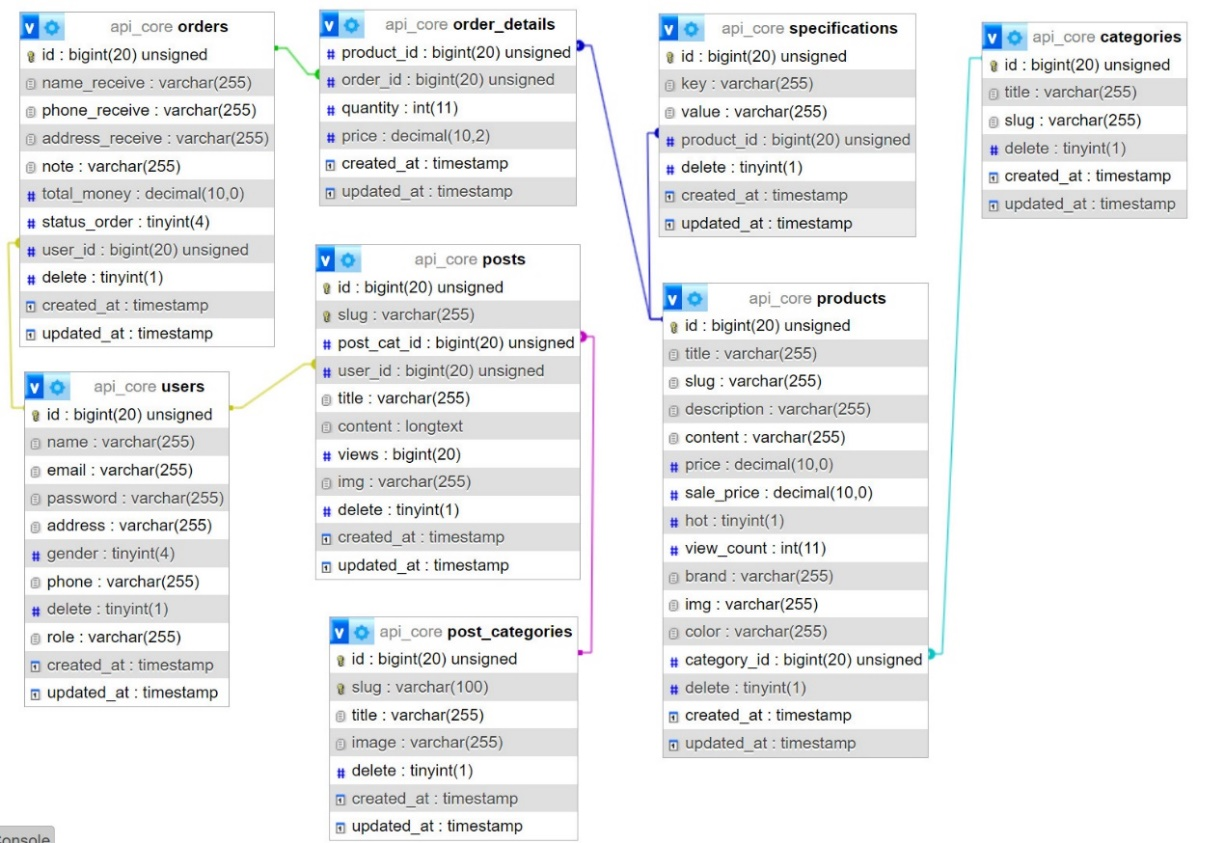 api_core orders
id : bigint(20) unsigned
name_receive : varchar(255)
phone_receive : varchar(255)
address_receive : varchar(255)
note : varchar(255)
total_money : decimal(10,0)
status_order : tinyint(4)
user_id : bigint(20) unsigned
delete : tinyint(1)
created_at : timestamp
updated_at : timestamp
api_core users
id : bigint(20) unsigned
name : varchar(255)
email : varchar(255)
password : varchar(255)
address : varchar(255)
gender : tinyint(4)
phone : varchar(255)
delete : tinyint(1)
role : varchar(255)
created_at : timestamp
updated_at : timestamp
api_core order_details
product_id : bigint(20) unsigned
order_id : bigint(20) unsigned
quantity : int(11)
price : decimal(10,2)
created_at : timestamp
updated_at : timestamp
api_core posts
id : bigint(20) unsigned
slug : varchar(255)
post_cat_id : bigint(20) unsigned
user_id : bigint(20) unsigned
title : varchar(255)
content : longtext
views : bigint(20)
img : varchar(255)
delete : tinyint(1)
created_at : timestamp
updated_at : timestamp
api_core post_categories
id : bigint(20) unsigned
slug : varchar(100)
title : varchar(255)
image : varchar(255)
delete : tinyint(1)
created_at : timestamp
updated_at : timestamp
api_core specifications
id : bigint(20) unsigned
key : varchar(255)
value : varchar(255)
product_id : bigint(20) unsigned
delete : tinyint(1)
created_at : timestamp
updated_at : timestamp
api_core products
id : bigint(20) unsigned
title : varchar(255)
slug : varchar(255)
description : varchar(255)
content : varchar(255)
price : decimal(10,0)
sale_price : decimal(10,0)
hot : tinyint(1)
view_count : int(11)
brand : varchar(255)
img : varchar(255)
color : varchar(255)
category_id : bigint(20) unsigned
delete : tinyint(1)
created_at : timestamp
updated_at : timestamp
api_core categories
id : bigint(20) unsigned
title : varchar(255)
slug : varchar(255)
delete : tinyint(1)
created_at : timestamp
updated_at : timestamp